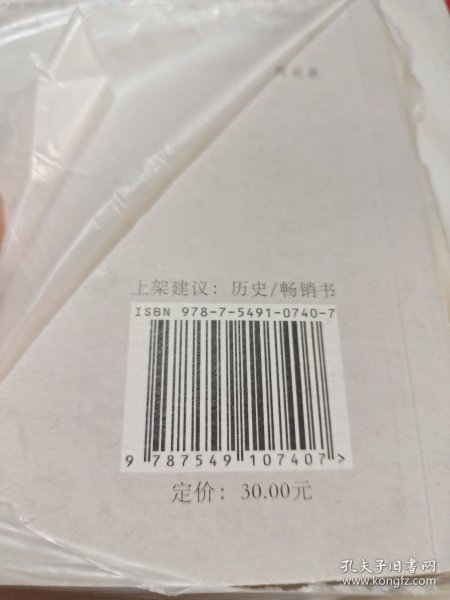 上架建议：历史/畅销书
ISBN 978-7-5491-0740-7
9 787549 107407 >
定价：30.00元
孔夫子旧书网
www.kongfz.com